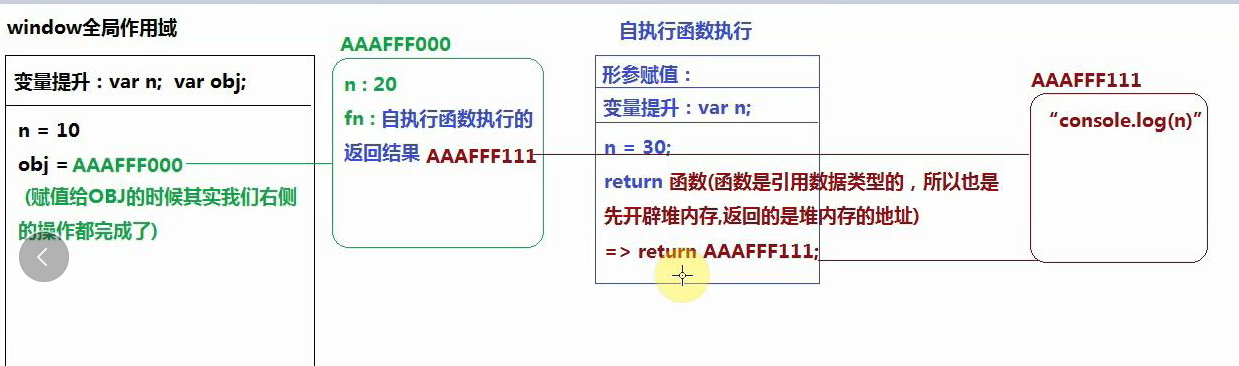 window全局作用域
变量提升：var n;  var obj;
n = 10
obj = AAAFFF000
(赋值给OBJ的时候其实我们右侧
的操作都完成了)
AAAFFF000
n : 20
fn : 自执行函数执行的
返回结果 AAAFFF111
自执行函数执行
形参赋值：
变量提升：var n;
n = 30;
return 函数(函数是引用数据类型的，所以也是
先开辟堆内存,返回的是堆内存的地址)
=> return AAAFFF111;
AAAFFF111
“console.log(n)”